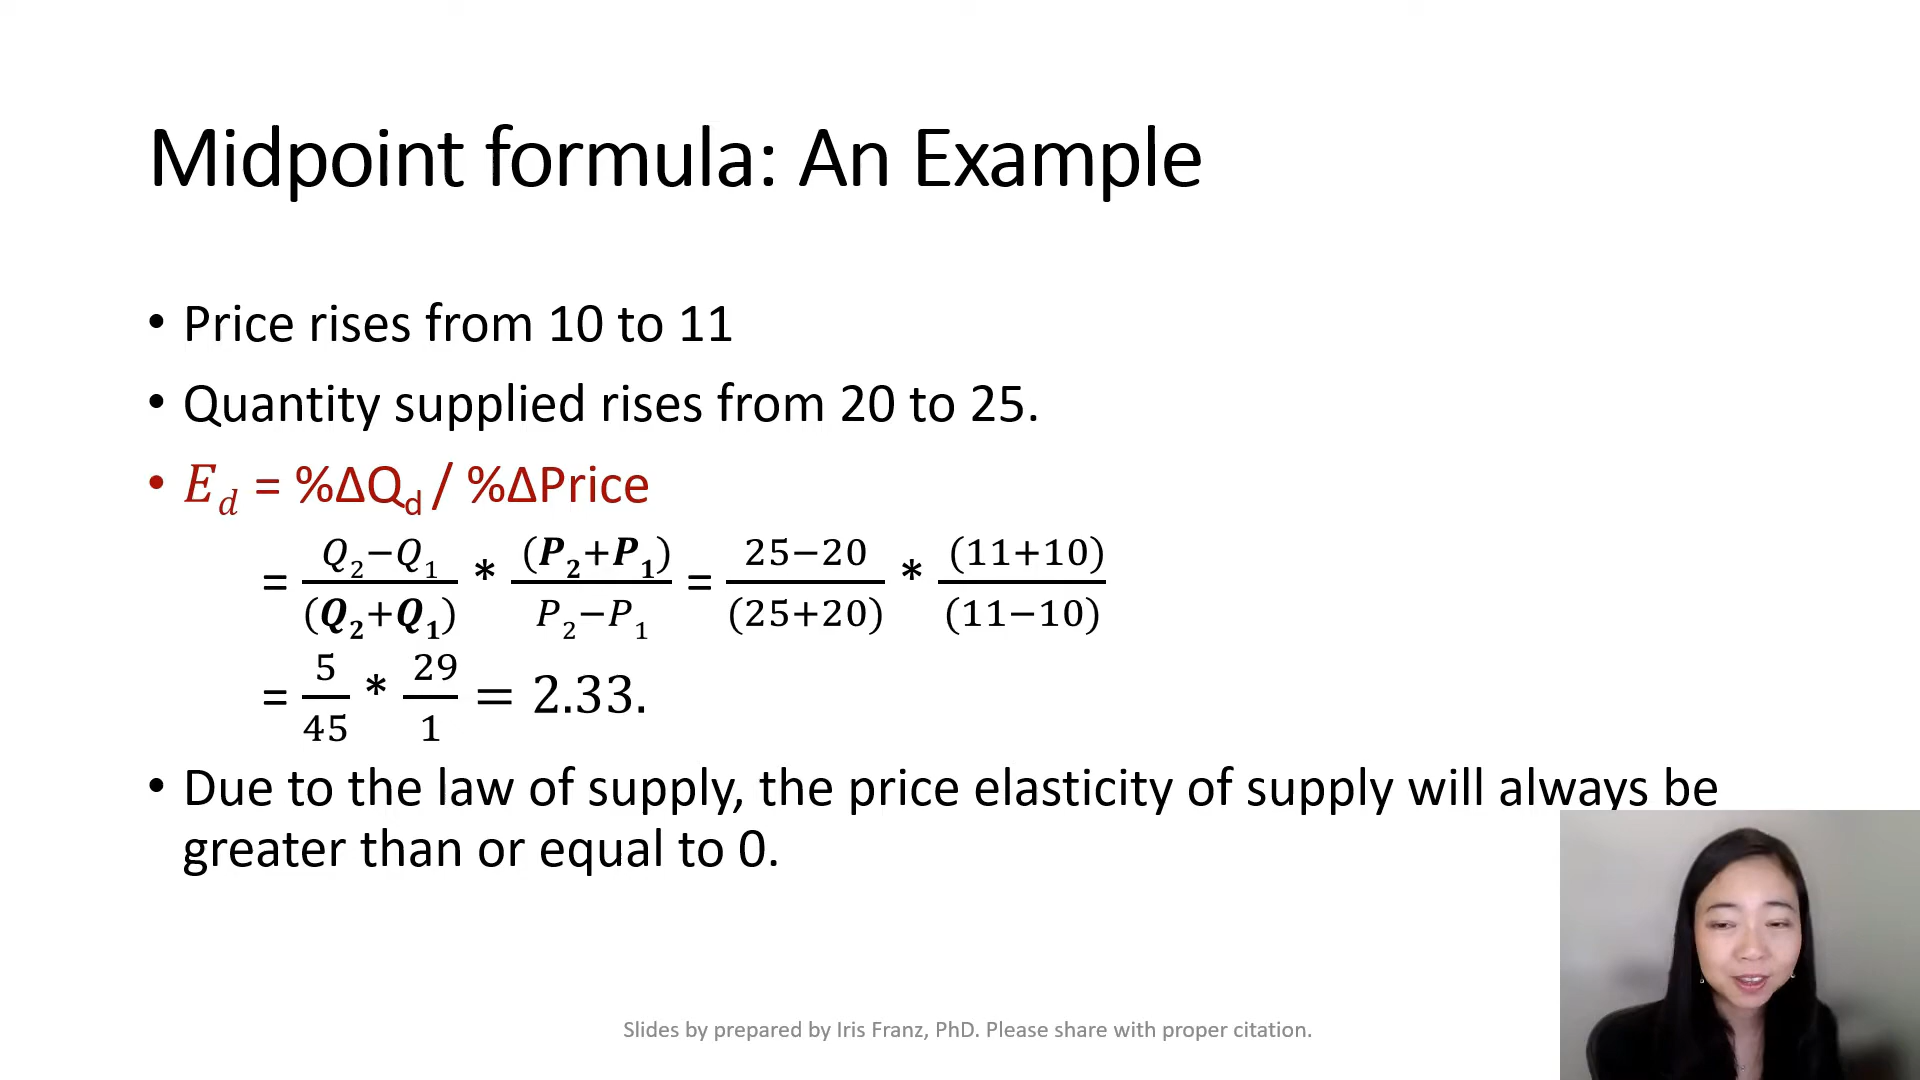 Midpoint formula: An Example
• Price rises from 10 to 11
• Quantity supplied rises from 20 to 25.
• E_d = %ΔQ_d / %ΔPrice
= (Q_2−Q_1)/((Q_2+Q_1)) * ((P_2+P_1))/(P_2−P_1) = (25−20)/((25+20)) * ((11+10))/((11−10))
= 5/45 * 29/1 = 2.33.
• Due to the law of supply, the price elasticity of supply will always be
greater than or equal to 0.
Slides by prepared by Iris Franz, PhD. Please share with proper citation.